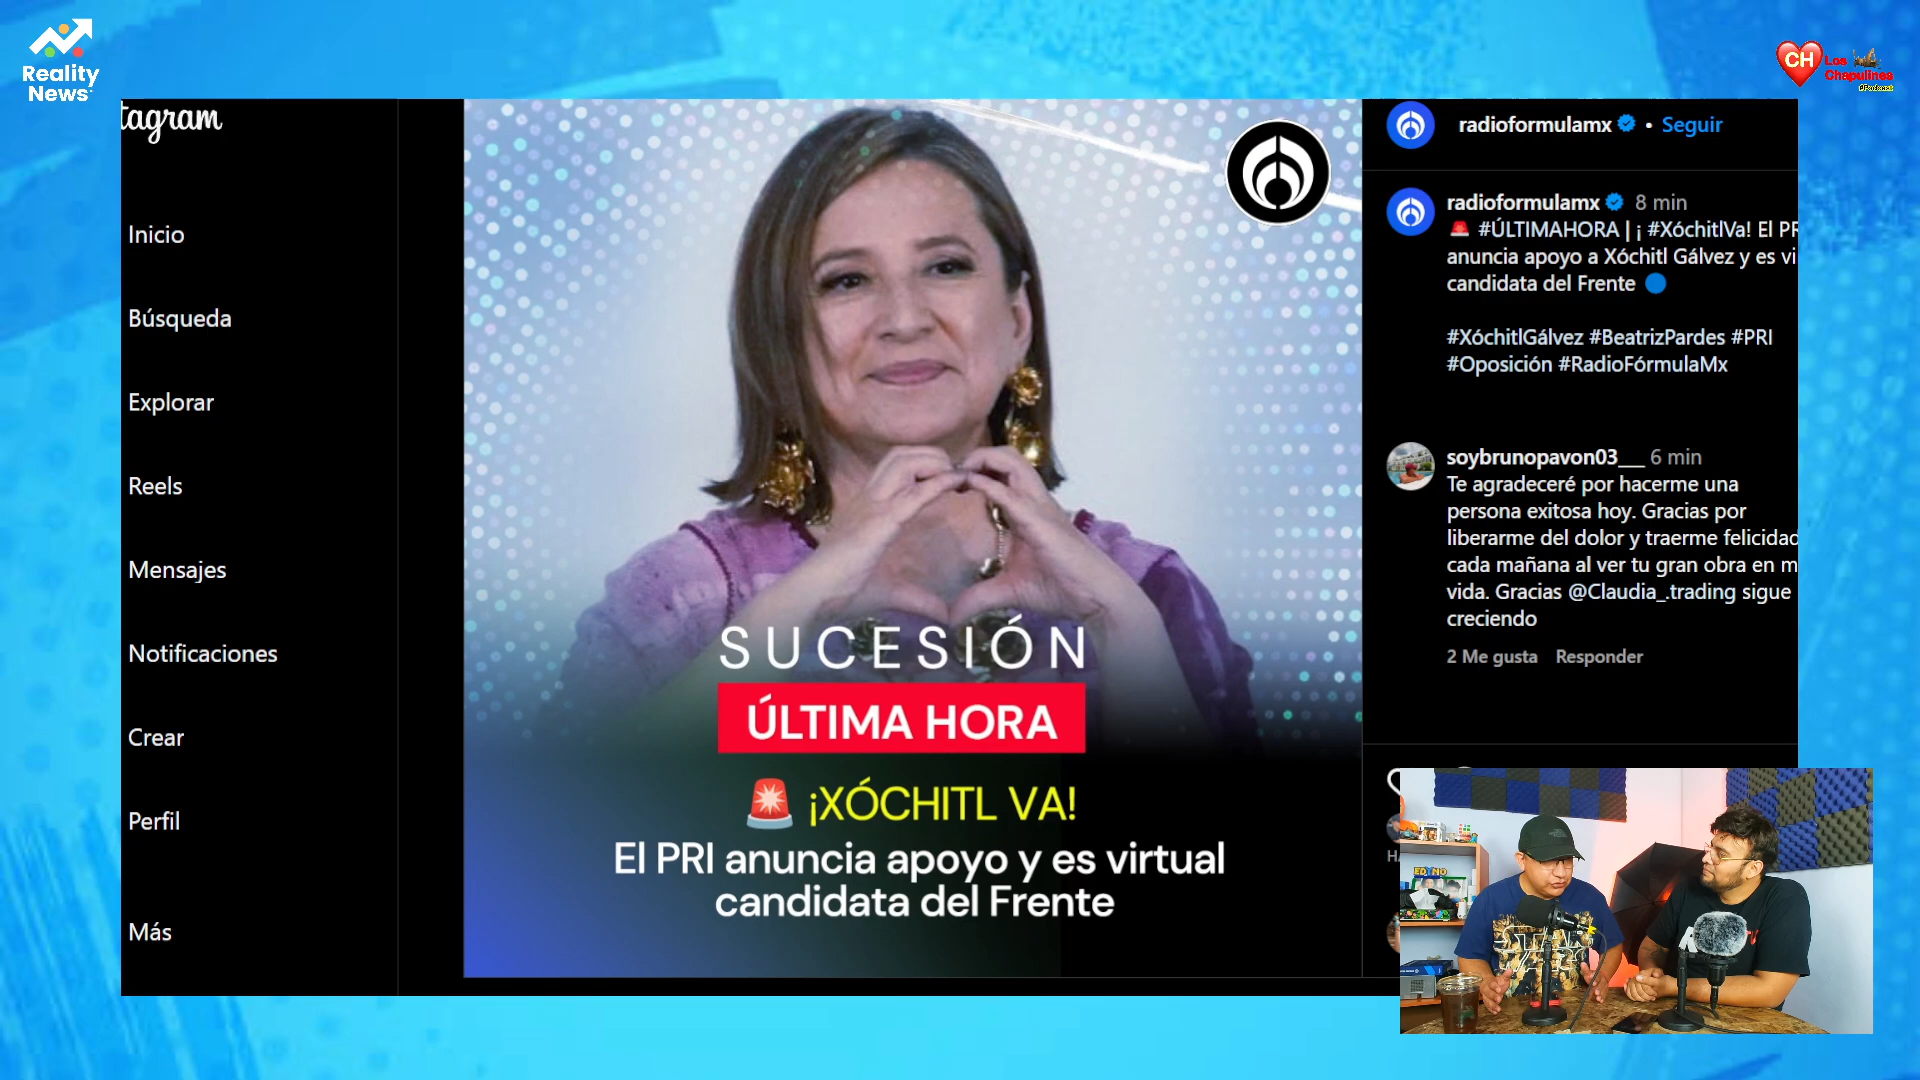 Reality
News
CH
Los
Chapulines
#Podcast
tagram
Inicio
Búsqueda
Explorar
Reels
Mensajes
Notificaciones
Crear
Perfil
Más
SUCESIÓN
ÚLTIMA HORA
¡XÓCHITL VA!
El PRI anuncia apoyo y es virtual
candidata del Frente
radioformulamx • Seguir
radioformulamx 8 min
#ÚLTIMAHORA | ¡ #XóchitlVa! El PR
anuncia apoyo a Xóchitl Gálvez y es vi
candidata del Frente
#XóchitlGálvez #BeatrizPardes #PRI
#Oposición #RadioFórmulaMx
soybrunopavon03__ 6 min
Te agradeceré por hacerme una
persona exitosa hoy. Gracias por
liberarme del dolor y traerme felicidad
cada mañana al ver tu gran obra en m
vida. Gracias @Claudia_.trading sigue
creciendo
2 Me gusta Responder